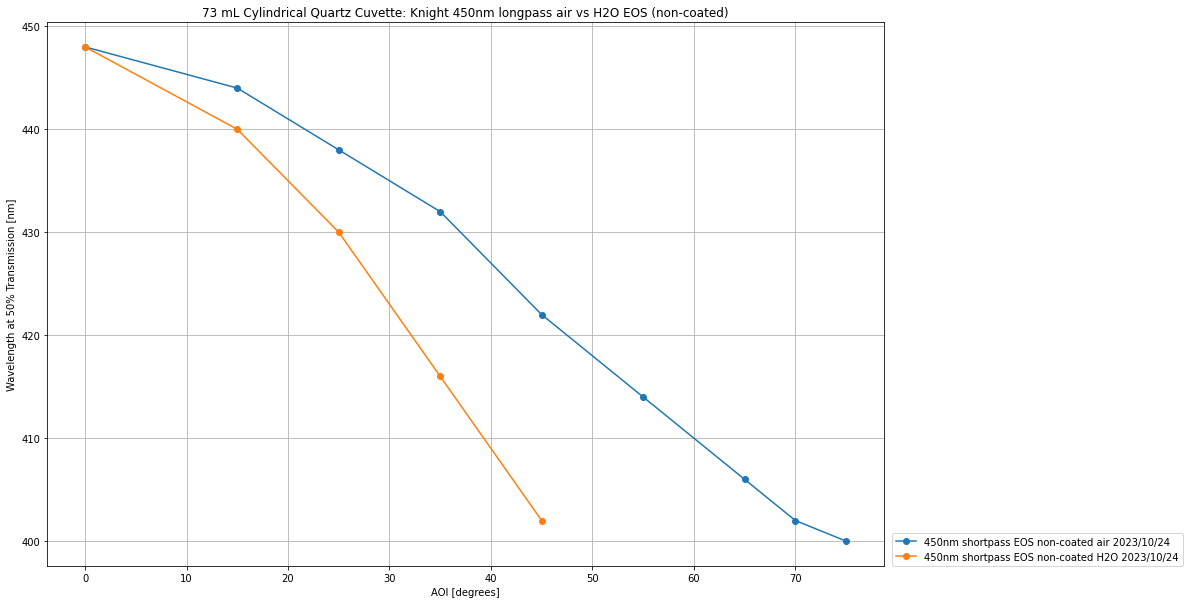 73 mL Cylindrical Quartz Cuvette: Knight 450nm longpass air vs H2O EOS (non-coated)
450
440
430
420
410
400
Wavelength at 50% Transmission [nm]
0 10 20 30 40 50 60 70
AOI [degrees]
450nm shortpass EOS non-coated air 2023/10/24
450nm shortpass EOS non-coated H2O 2023/10/24